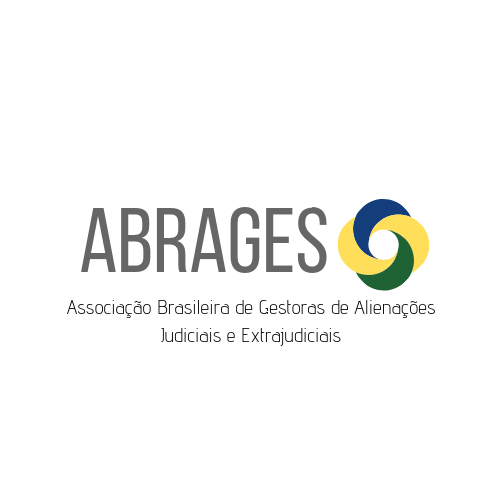 ABRAGES
Associação Brasileira de Gestoras de Alienações
Judiciais e Extrajudiciais